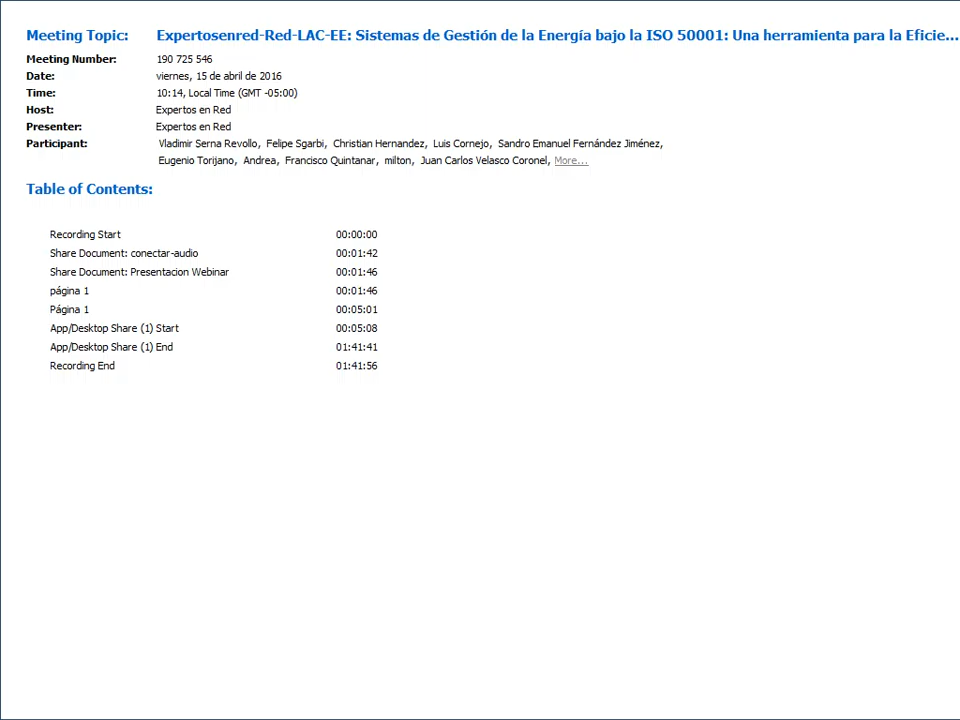 Meeting Topic: Expertosenred-Red-LAC-EE: Sistemas de Gestión de la Energía bajo la ISO 50001: Una herramienta para la Eficie...
Meeting Number: 190 725 546
Date: viernes, 15 de abril de 2016
Time: 10:14, Local Time (GMT -05:00)
Host: Expertos en Red
Presenter: Expertos en Red
Participant: Vladimir Serna Revollo, Felipe Sgarbi, Christian Hernandez, Luis Cornejo, Sandro Emanuel Fernández Jiménez,
Eugenio Torijano, Andrea, Francisco Quintanar, milton, Juan Carlos Velasco Coronel, More...
Table of Contents:
Recording Start 00:00:00
Share Document: conectar-audio 00:01:42
Share Document: Presentacion Webinar 00:01:46
página 1 00:01:46
Página 1 00:05:01
App/Desktop Share (1) Start 00:05:08
App/Desktop Share (1) End 01:41:41
Recording End 01:41:56